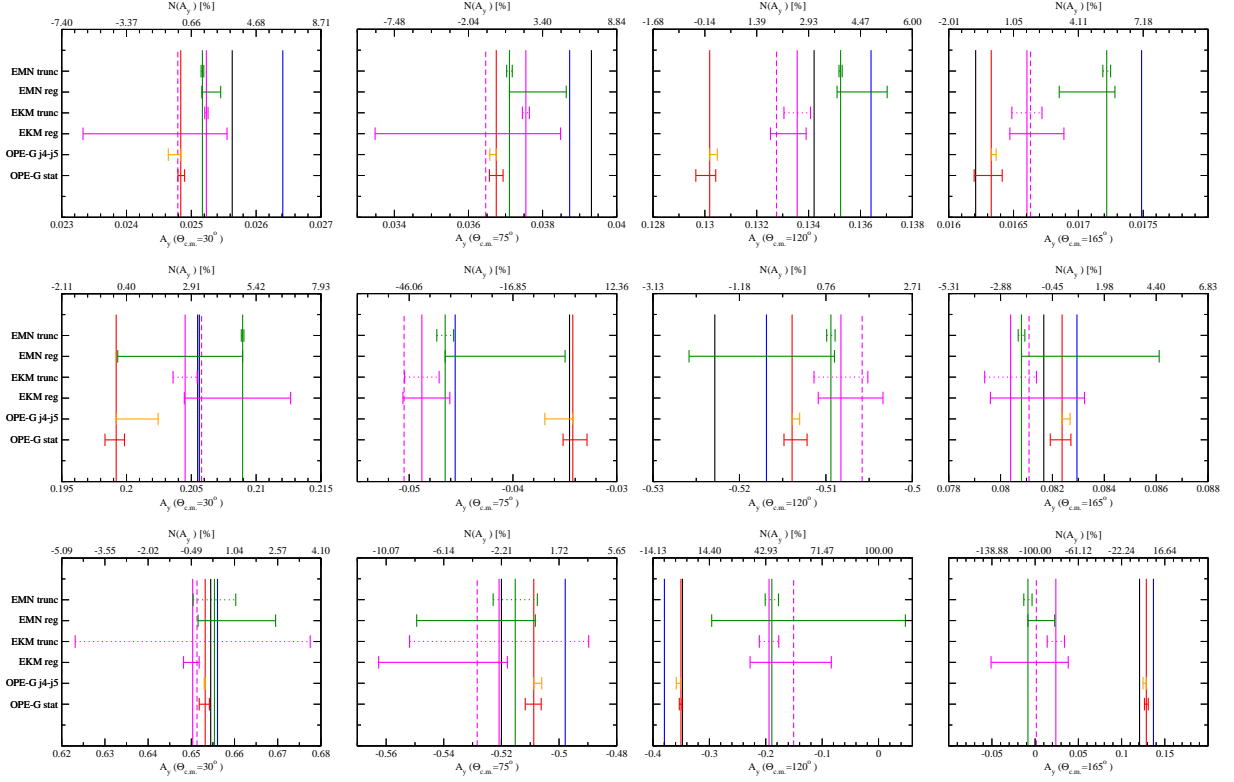 N(A_y) [%] N(A_y) [%] N(A_y) [%] N(A_y) [%]
-7.40 -3.37 0.66 4.68 8.71 -7.48 -2.04 3.40 8.84 -1.68 -0.14 1.39 2.93 4.47 6.00 -2.01 1.05 4.11 7.18
EMN trunc
EMN reg
EKM trunc
EKM reg
OPE-G j4-j5
OPE-G stat
0.023 0.024 0.025 0.026 0.027 0.034 0.036 0.038 0.04 0.128 0.13 0.132 0.134 0.136 0.138 0.016 0.0165 0.017 0.0175
A_y (Θ_c.m.=30°) A_y (Θ_c.m.=75°) A_y (Θ_c.m.=120°) A_y (Θ_c.m.=165°)
N(A_y) [%] N(A_y) [%] N(A_y) [%] N(A_y) [%]
-2.11 0.40 2.91 5.42 7.93 -46.06 -16.85 12.36 -3.13 -1.18 0.76 2.71 -5.31 -2.88 -0.45 1.98 4.40 6.83
EMN trunc
EMN reg
EKM trunc
EKM reg
OPE-G j4-j5
OPE-G stat
0.195 0.2 0.205 0.21 0.215 -0.05 -0.04 -0.03 -0.53 -0.52 -0.51 -0.5 0.078 0.08 0.082 0.084 0.086 0.088
A_y (Θ_c.m.=30°) A_y (Θ_c.m.=75°) A_y (Θ_c.m.=120°) A_y (Θ_c.m.=165°)
N(A_y) [%] N(A_y) [%] N(A_y) [%] N(A_y) [%]
-5.09 -3.55 -2.02 -0.49 1.04 2.57 4.10 -10.07 -6.14 -2.21 1.72 5.65 -14.13 14.40 42.93 71.47 100.00 -138.88 -100.00 -61.12 -22.24 16.64
EMN trunc
EMN reg
EKM trunc
EKM reg
OPE-G j4-j5
OPE-G stat
0.62 0.63 0.64 0.65 0.66 0.67 0.68 -0.56 -0.54 -0.52 -0.5 -0.48 -0.4 -0.3 -0.2 -0.1 0 -0.05 0 0.05 0.1 0.15
A_y (Θ_c.m.=30°) A_y (Θ_c.m.=75°) A_y (Θ_c.m.=120°) A_y (Θ_c.m.=165°)